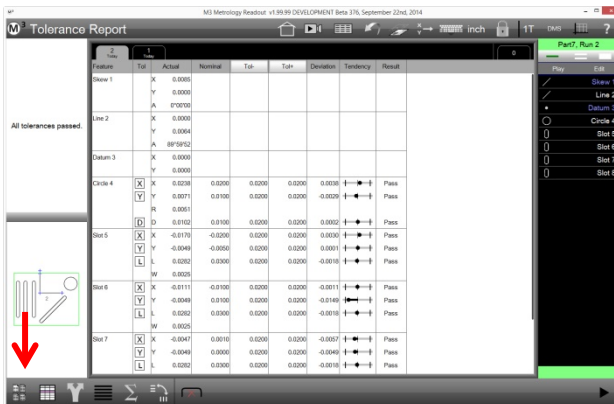 M3 Metrology Readout v1.99.99 DEVELOPMENT Beta 376, September 22nd, 2014
M³ Tolerance Report
inch 1T DMS ?
2 Today
1 Today
0
Part7, Run 2
Play Edit
Skew 1
Line 2
Datum 3
Circle 4
Slot 5
Slot 6
Slot 7
Slot 8
All tolerances passed.
2
Feature Tol Actual Nominal Tol- Tol+ Deviation Tendency Result
Skew 1 X 0.0085
Y 0.0000
A 0°00'00
Line 2 X 0.0000
Y 0.0064
A 89°59'52
Datum 3 X 0.0000
Y 0.0000
Circle 4 X X 0.0238 0.0200 0.0200 0.0200 0.0038 Pass
Y Y 0.0071 0.0100 0.0200 0.0200 -0.0029 Pass
R 0.0051
D D 0.0102 0.0100 0.0200 0.0200 0.0002 Pass
Slot 5 X X -0.0170 -0.0200 0.0200 0.0200 0.0030 Pass
Y Y -0.0049 -0.0050 0.0200 0.0200 0.0001 Pass
L L 0.0282 0.0300 0.0200 0.0200 -0.0018 Pass
W 0.0025
Slot 6 X X -0.0111 -0.0100 0.0200 0.0200 -0.0011 Pass
Y Y -0.0049 0.0100 0.0200 0.0200 -0.0149 Pass
L L 0.0282 0.0300 0.0200 0.0200 -0.0018 Pass
W 0.0025
Slot 7 X X -0.0047 0.0010 0.0200 0.0200 -0.0057 Pass
Y Y -0.0049 0.0000 0.0200 0.0200 -0.0049 Pass
L L 0.0282 0.0300 0.0200 0.0200 -0.0018 Pass